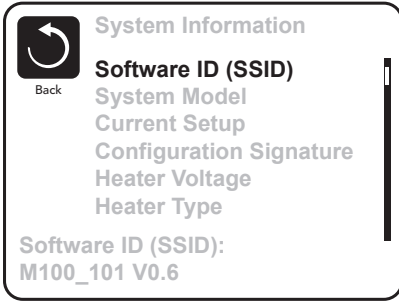 System Information
Back
Software ID (SSID)
System Model
Current Setup
Configuration Signature
Heater Voltage
Heater Type
Software ID (SSID):
M100_101 V0.6